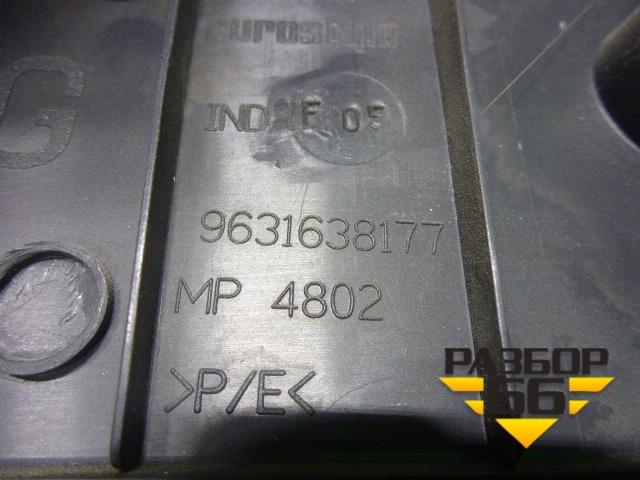 eurostyle
G
IND F 05
9631638177
MP 4802
>P/E<
РАЗБОР
66